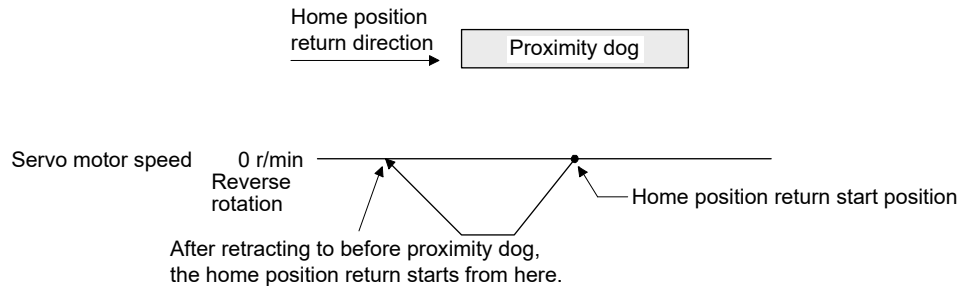 Home position
return direction
Proximity dog
Servo motor speed 0 r/min
Reverse
rotation
Home position return start position
After retracting to before proximity dog,
the home position return starts from here.